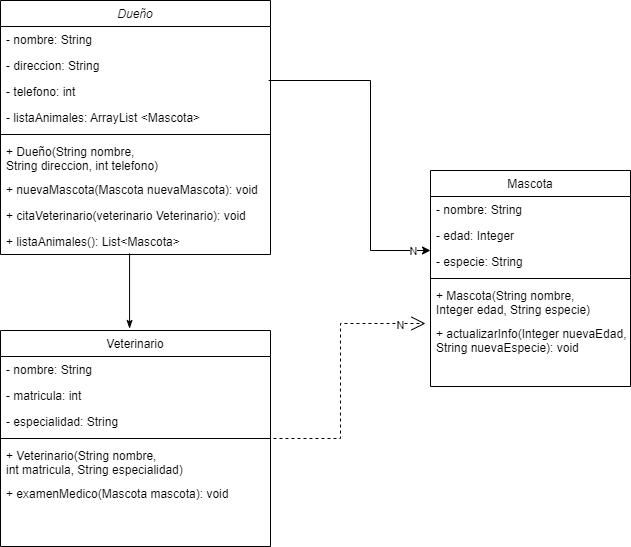 Dueño
- nombre: String
- direccion: String
- telefono: int
- listaAnimales: ArrayList <Mascota>
+ Dueño(String nombre,
String direccion, int telefono)
+ nuevaMascota(Mascota nuevaMascota): void
+ citaVeterinario(veterinario Veterinario): void
+ listaAnimales(): List<Mascota>
N
Mascota
- nombre: String
- edad: Integer
- especie: String
+ Mascota(String nombre,
Integer edad, String especie)
+ actualizarInfo(Integer nuevaEdad,
String nuevaEspecie): void
N
Veterinario
- nombre: String
- matricula: int
- especialidad: String
+ Veterinario(String nombre,
int matricula, String especialidad)
+ examenMedico(Mascota mascota): void